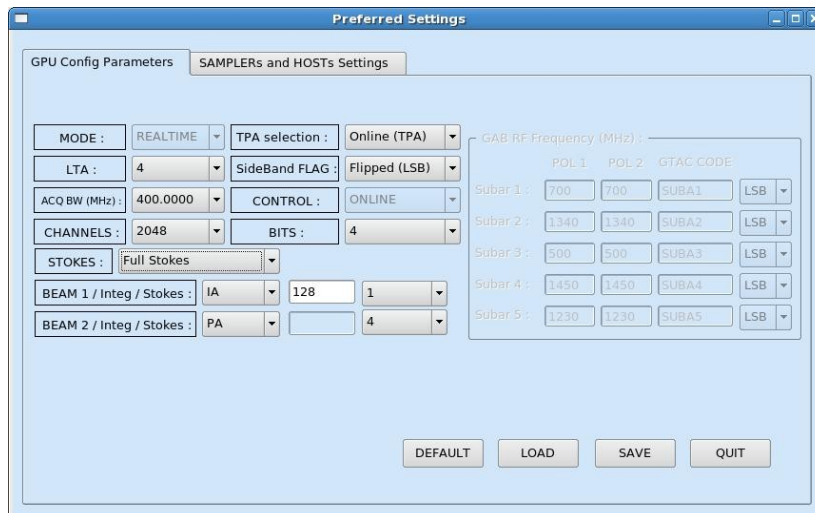 Preferred Settings
GPU Config Parameters SAMPLERs and HOSTs Settings
MODE : REALTIME TPA selection : Online (TPA)
LTA : 4 SideBand FLAG : Flipped (LSB)
ACQ BW (MHz) : 400.0000 CONTROL : ONLINE
CHANNELS : 2048 BITS : 4
STOKES : Full Stokes
BEAM 1 / Integ / Stokes : IA 128 1
BEAM 2 / Integ / Stokes : PA 4
GAB RF Frequency (MHz) :
POL 1 POL 2 GTAC CODE
Subar 1 : 700 700 SUBA1 LSB
Subar 2 : 1340 1340 SUBA2 LSB
Subar 3 : 500 500 SUBA3 LSB
Subar 4 : 1450 1450 SUBA4 LSB
Subar 5 : 1230 1230 SUBA5 LSB
DEFAULT LOAD SAVE QUIT